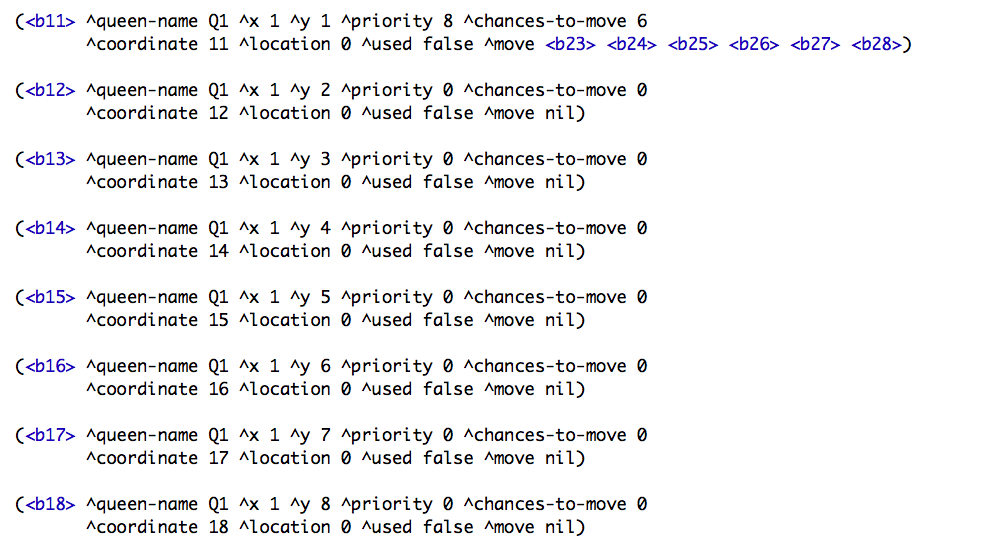 (<b11> ^queen-name Q1 ^x 1 ^y 1 ^priority 8 ^chances-to-move 6
^coordinate 11 ^location 0 ^used false ^move <b23> <b24> <b25> <b26> <b27> <b28>)
(<b12> ^queen-name Q1 ^x 1 ^y 2 ^priority 0 ^chances-to-move 0
^coordinate 12 ^location 0 ^used false ^move nil)
(<b13> ^queen-name Q1 ^x 1 ^y 3 ^priority 0 ^chances-to-move 0
^coordinate 13 ^location 0 ^used false ^move nil)
(<b14> ^queen-name Q1 ^x 1 ^y 4 ^priority 0 ^chances-to-move 0
^coordinate 14 ^location 0 ^used false ^move nil)
(<b15> ^queen-name Q1 ^x 1 ^y 5 ^priority 0 ^chances-to-move 0
^coordinate 15 ^location 0 ^used false ^move nil)
(<b16> ^queen-name Q1 ^x 1 ^y 6 ^priority 0 ^chances-to-move 0
^coordinate 16 ^location 0 ^used false ^move nil)
(<b17> ^queen-name Q1 ^x 1 ^y 7 ^priority 0 ^chances-to-move 0
^coordinate 17 ^location 0 ^used false ^move nil)
(<b18> ^queen-name Q1 ^x 1 ^y 8 ^priority 0 ^chances-to-move 0
^coordinate 18 ^location 0 ^used false ^move nil)